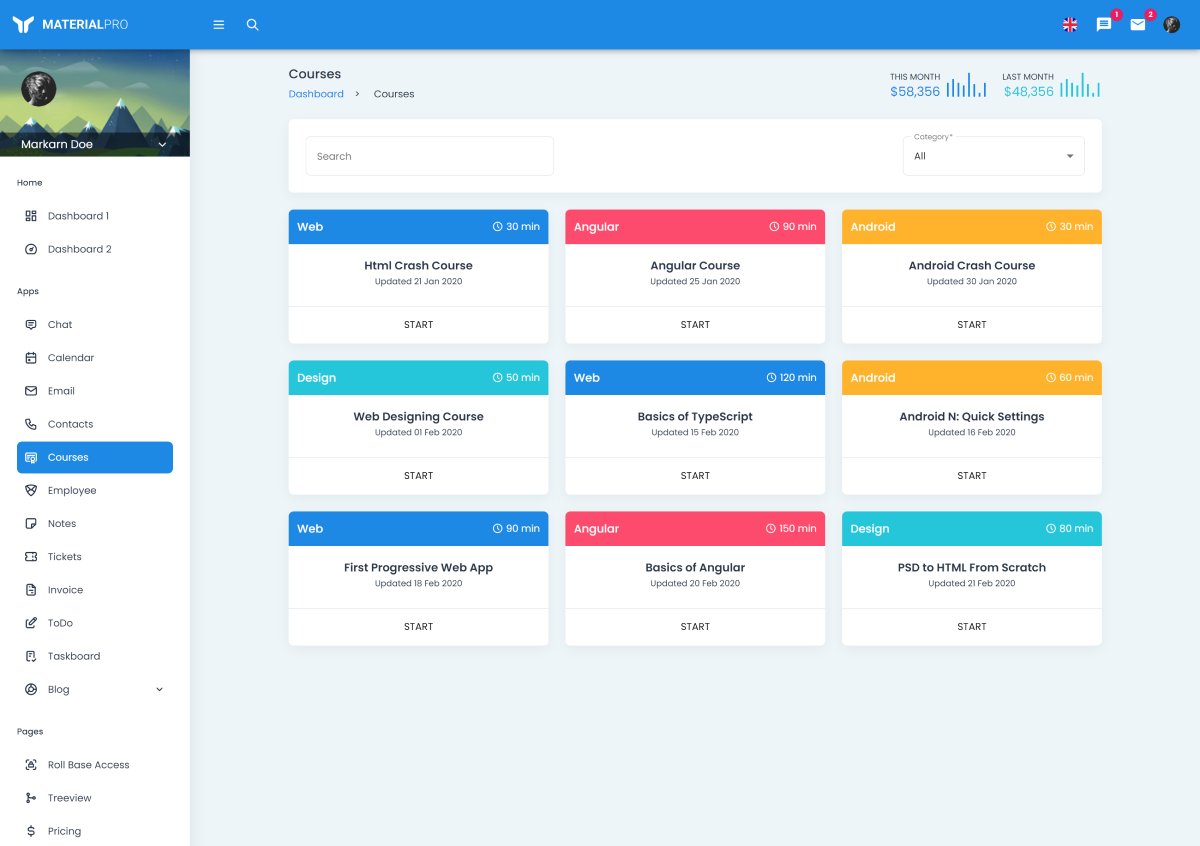 MATERIALPRO
1
2
Markarn Doe
Home
Dashboard 1
Dashboard 2
Apps
Chat
Calendar
Email
Contacts
Courses
Employee
Notes
Tickets
Invoice
ToDo
Taskboard
Blog
Pages
Roll Base Access
Treeview
Pricing
Courses
Dashboard > Courses
THIS MONTH
$58,356
LAST MONTH
$48,356
Search
Category*
All
Web 30 min
Html Crash Course
Updated 21 Jan 2020
START
Angular 90 min
Angular Course
Updated 25 Jan 2020
START
Android 30 min
Android Crash Course
Updated 30 Jan 2020
START
Design 50 min
Web Designing Course
Updated 01 Feb 2020
START
Web 120 min
Basics of TypeScript
Updated 15 Feb 2020
START
Android 60 min
Android N: Quick Settings
Updated 16 Feb 2020
START
Web 90 min
First Progressive Web App
Updated 18 Feb 2020
START
Angular 150 min
Basics of Angular
Updated 20 Feb 2020
START
Design 80 min
PSD to HTML From Scratch
Updated 21 Feb 2020
START